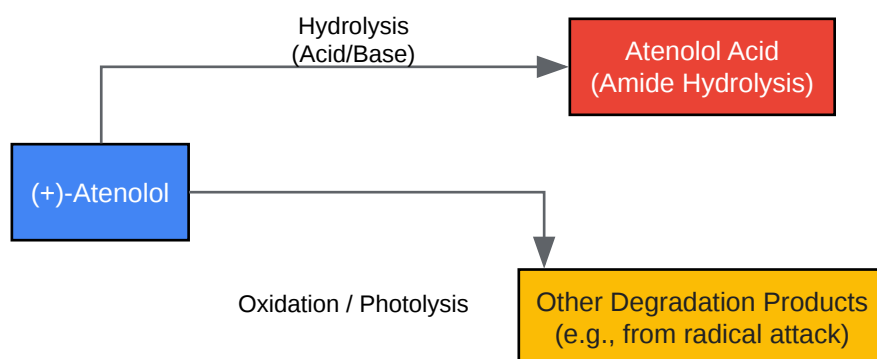 Hydrolysis
(Acid/Base)
Atenolol Acid
(Amide Hydrolysis)
(+)-Atenolol
Oxidation / Photolysis
Other Degradation Products
(e.g., from radical attack)